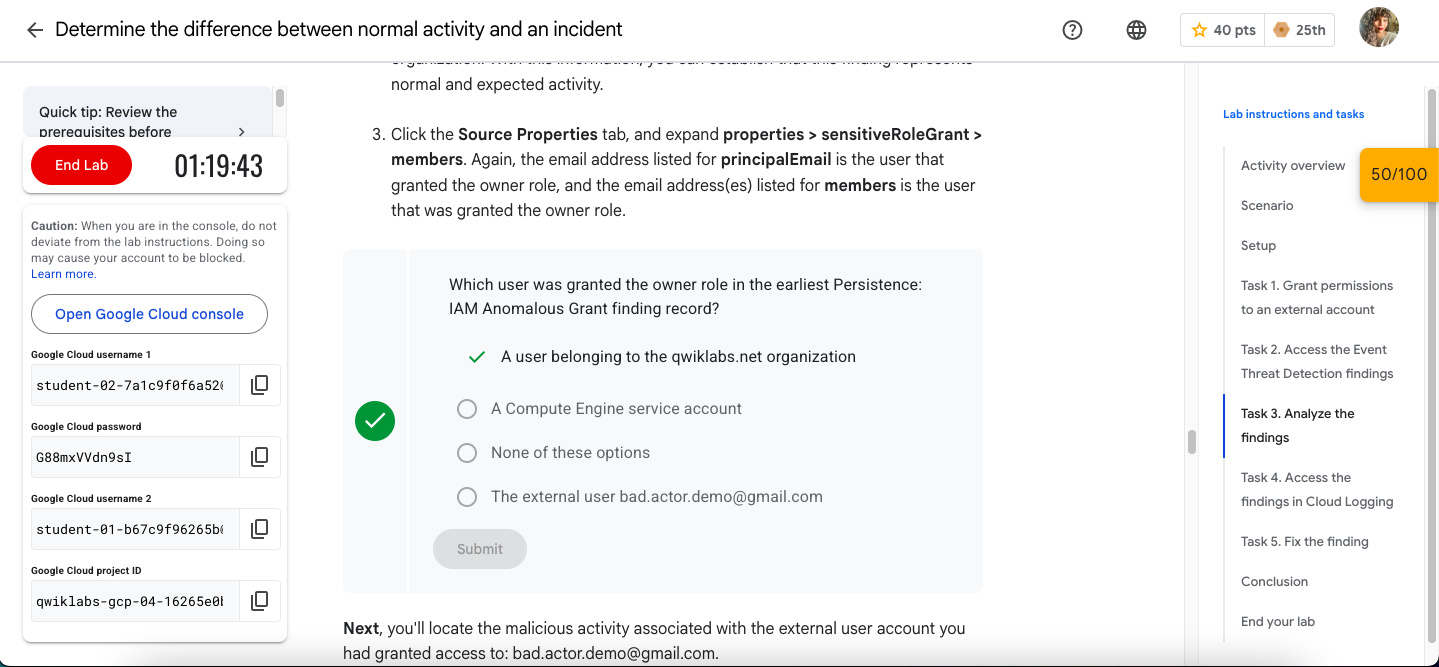 Determine the difference between normal activity and an incident
40 pts
25th
Quick tip: Review the
prerequisites before
End Lab
01:19:43
Caution: When you are in the console, do not
deviate from the lab instructions. Doing so
may cause your account to be blocked.
Learn more.
Open Google Cloud console
Google Cloud username 1
student-02-7a1c9f0f6a52
Google Cloud password
G88mxVVdn9sI
Google Cloud username 2
student-01-b67c9f96265b
Google Cloud project ID
qwiklabs-gcp-04-16265e0
organization. With this information, you can establish that this finding represents
normal and expected activity.
3. Click the Source Properties tab, and expand properties > sensitiveRoleGrant >
members. Again, the email address listed for principalEmail is the user that
granted the owner role, and the email address(es) listed for members is the user
that was granted the owner role.
Which user was granted the owner role in the earliest Persistence:
IAM Anomalous Grant finding record?
A user belonging to the qwiklabs.net organization
A Compute Engine service account
None of these options
The external user bad.actor.demo@gmail.com
Submit
Next, you'll locate the malicious activity associated with the external user account you
had granted access to: bad.actor.demo@gmail.com.
Lab instructions and tasks
Activity overview
50/100
Scenario
Setup
Task 1. Grant permissions
to an external account
Task 2. Access the Event
Threat Detection findings
Task 3. Analyze the
findings
Task 4. Access the
findings in Cloud Logging
Task 5. Fix the finding
Conclusion
End your lab